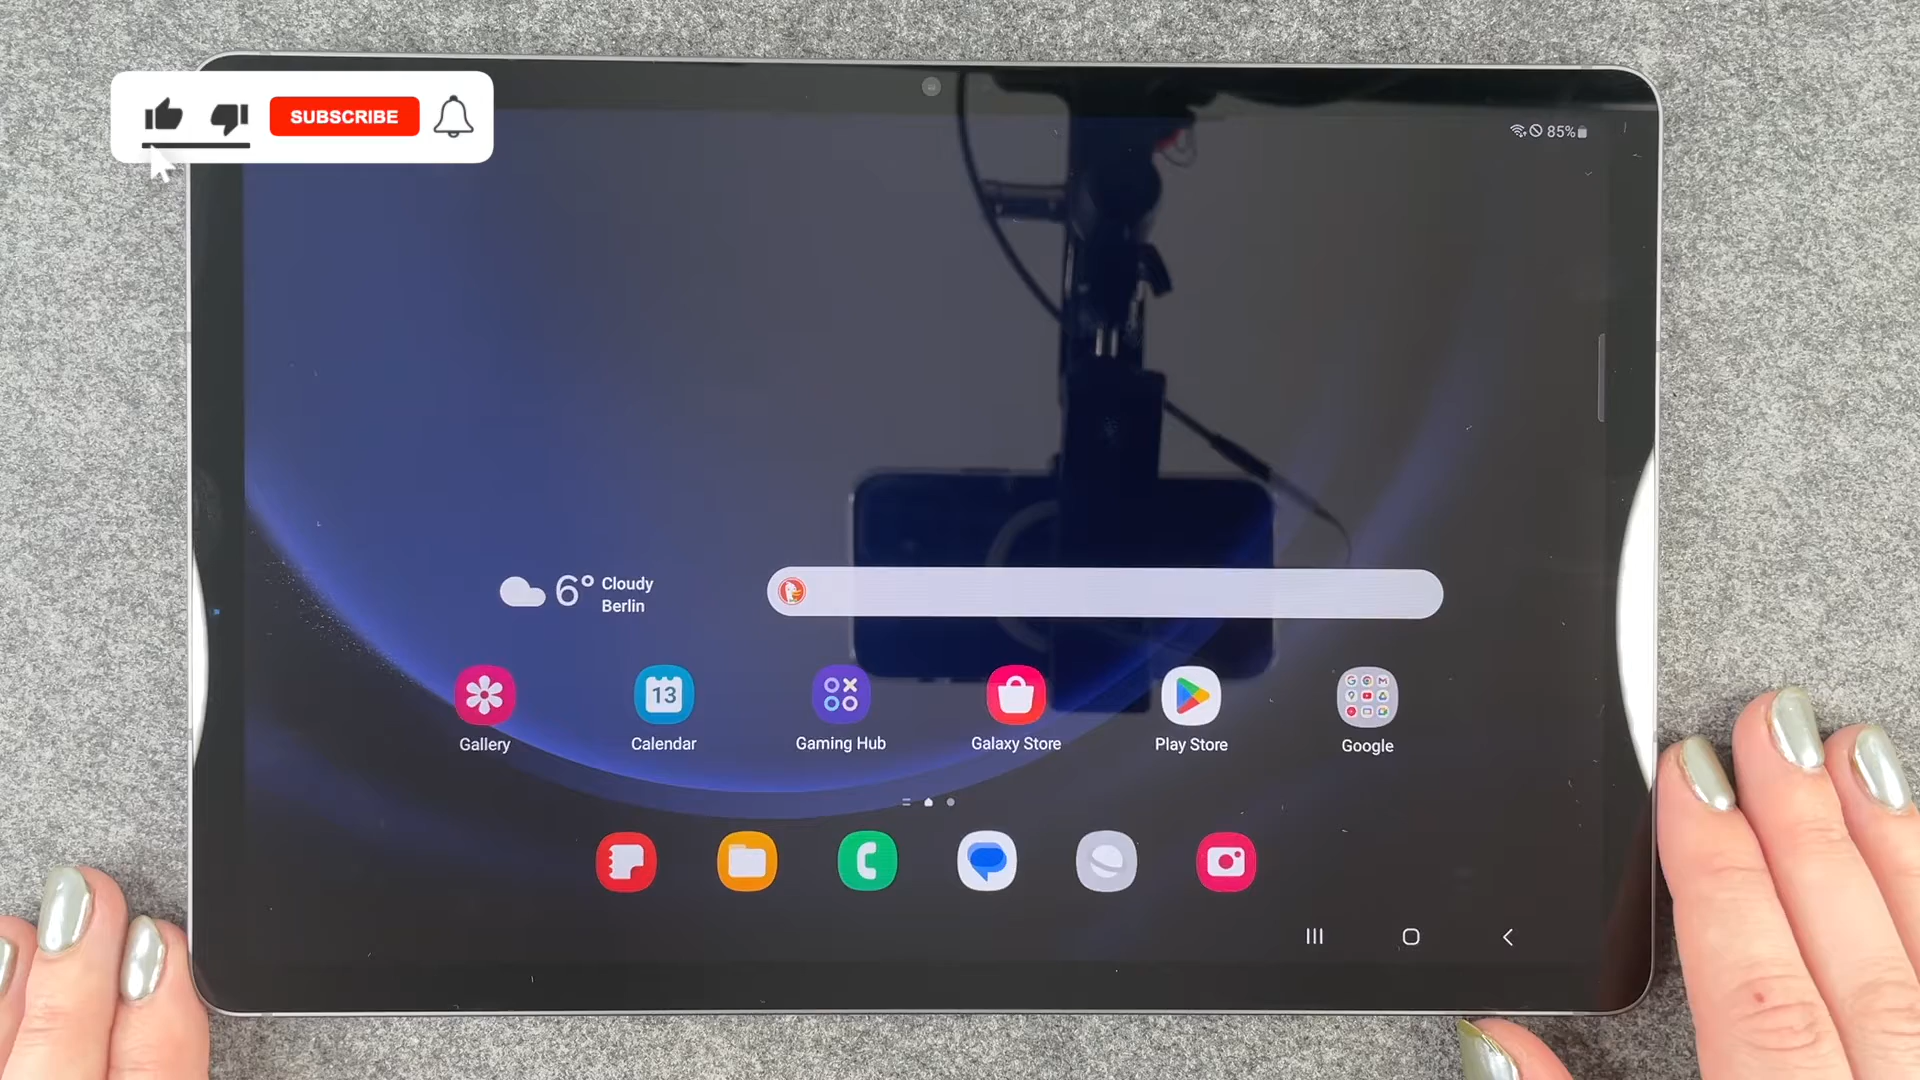 SUBSCRIBE
85%
6° Cloudy
Berlin
13
Gallery
Calendar
Gaming Hub
Galaxy Store
Play Store
Google